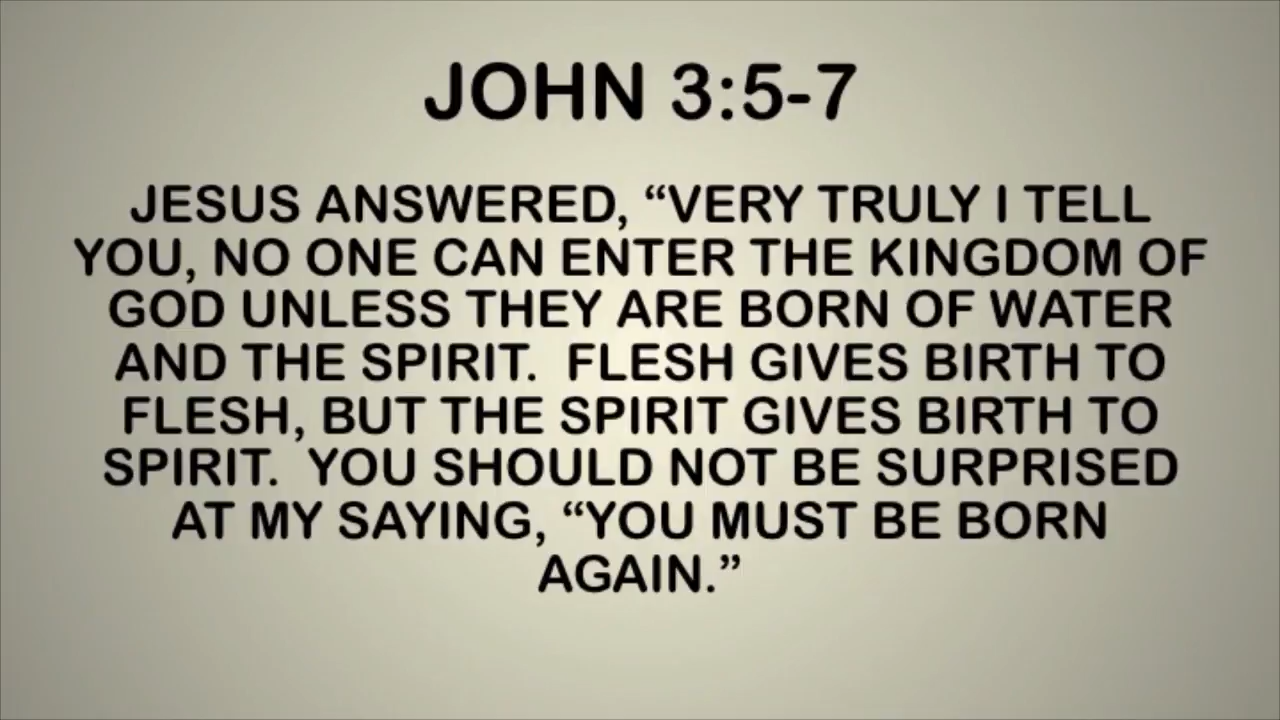 JOHN 3:5-7
JESUS ANSWERED, “VERY TRULY I TELL
YOU, NO ONE CAN ENTER THE KINGDOM OF
GOD UNLESS THEY ARE BORN OF WATER
AND THE SPIRIT.  FLESH GIVES BIRTH TO
FLESH, BUT THE SPIRIT GIVES BIRTH TO
SPIRIT.  YOU SHOULD NOT BE SURPRISED
AT MY SAYING, “YOU MUST BE BORN
AGAIN.”